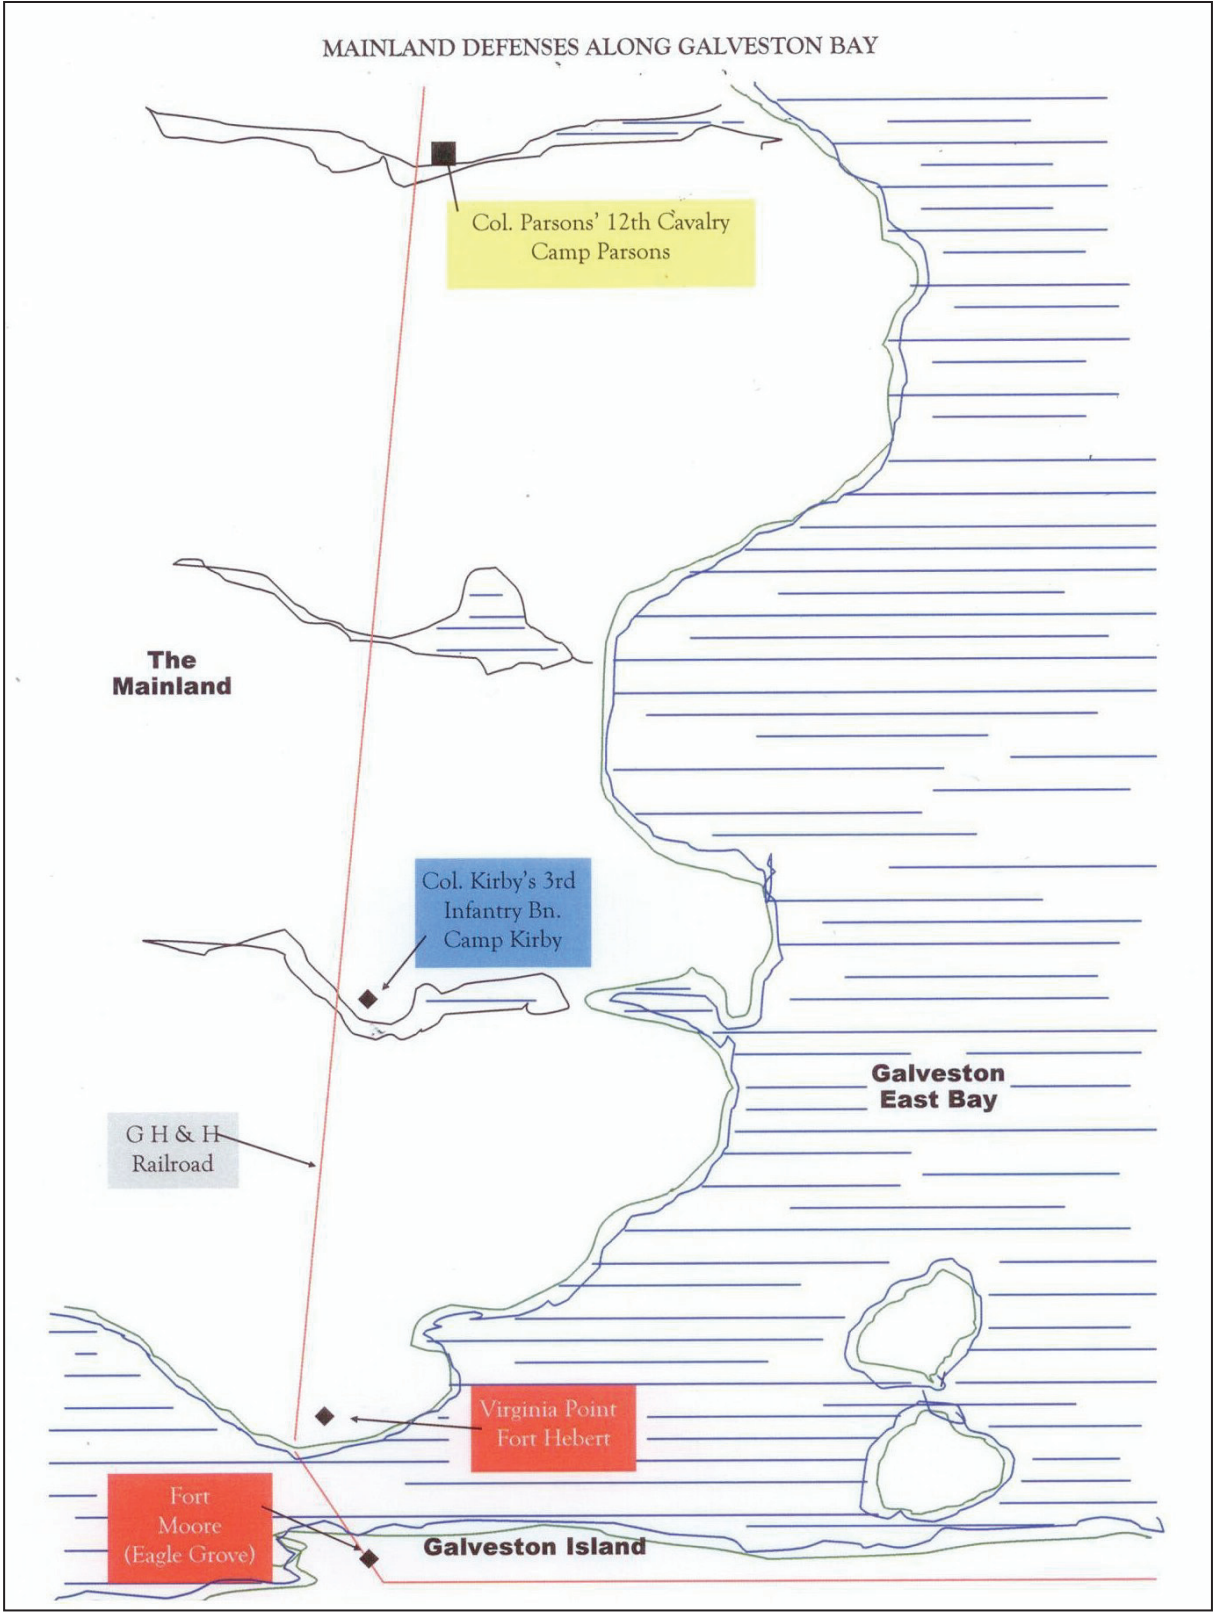 MAINLAND DEFENSES ALONG GALVESTON BAY
Col. Parsons' 12th Cavalry
Camp Parsons
The
Mainland
Col. Kirby's 3rd
Infantry Bn.
Camp Kirby
Galveston
East Bay
G H & H
Railroad
Virginia Point
Fort Hebert
Fort
Moore
(Eagle Grove)
Galveston Island